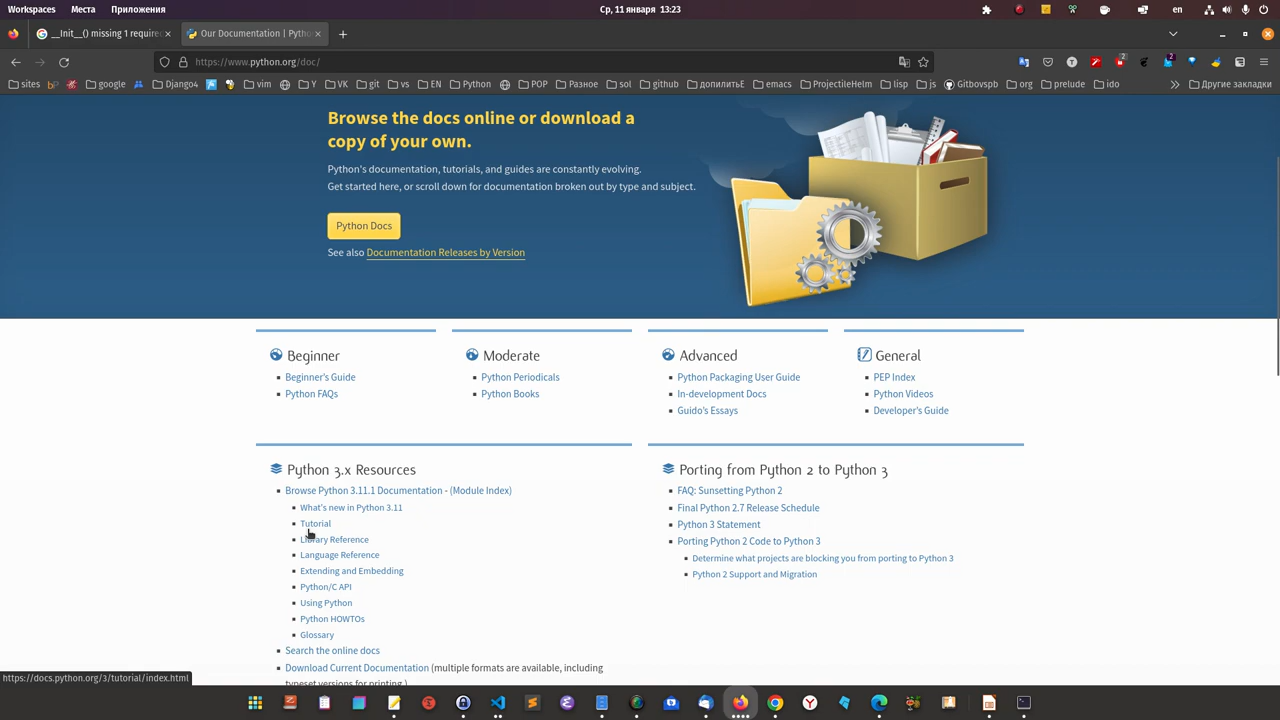 Workspaces Места Приложения Ср, 11 января 13:23 en
__Init__() missing 1 require Our Documentation | Pytho
https://www.python.org/doc/
sites google Django4 vim Y VK git vs EN Python POP Разное sol github допилитьЕ emacs ProjectileHelm lisp js Gitbovspb org prelude ido Другие закладки
Browse the docs online or download a
copy of your own.
Python's documentation, tutorials, and guides are constantly evolving.
Get started here, or scroll down for documentation broken out by type and subject.
Python Docs
See also Documentation Releases by Version
Beginner
Beginner's Guide
Python FAQs
Moderate
Python Periodicals
Python Books
Advanced
Python Packaging User Guide
In-development Docs
Guido's Essays
General
PEP Index
Python Videos
Developer's Guide
Python 3.x Resources
Browse Python 3.11.1 Documentation - (Module Index)
What's new in Python 3.11
Tutorial
Library Reference
Language Reference
Extending and Embedding
Python/C API
Using Python
Python HOWTOs
Glossary
Search the online docs
Download Current Documentation (multiple formats are available, including
typeset versions for printing.)
Porting from Python 2 to Python 3
FAQ: Sunsetting Python 2
Final Python 2.7 Release Schedule
Python 3 Statement
Porting Python 2 Code to Python 3
Determine what projects are blocking you from porting to Python 3
Python 2 Support and Migration
https://docs.python.org/3/tutorial/index.html